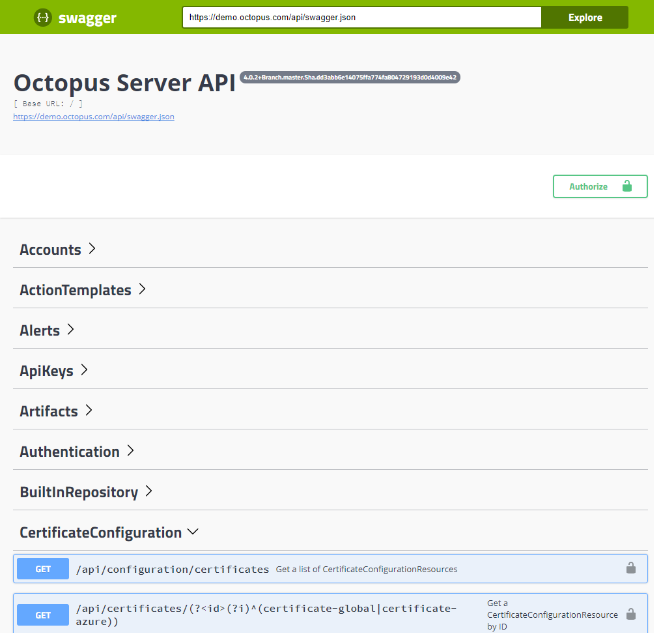 {··} swagger
https://demo.octopus.com/api/swagger.json
Explore
Octopus Server API 4.0.2+Branch.master.Sha.dd3abb6e14075ffa774fa804729193d0d4009e42
[ Base URL: / ]
https://demo.octopus.com/api/swagger.json
Authorize
Accounts
ActionTemplates
Alerts
ApiKeys
Artifacts
Authentication
BuiltInRepository
CertificateConfiguration
GET /api/configuration/certificates Get a list of CertificateConfigurationResources
GET /api/certificates/(?<id>(?i)^(certificate-global|certificate-
azure))
Get a
CertificateConfigurationResource
by ID